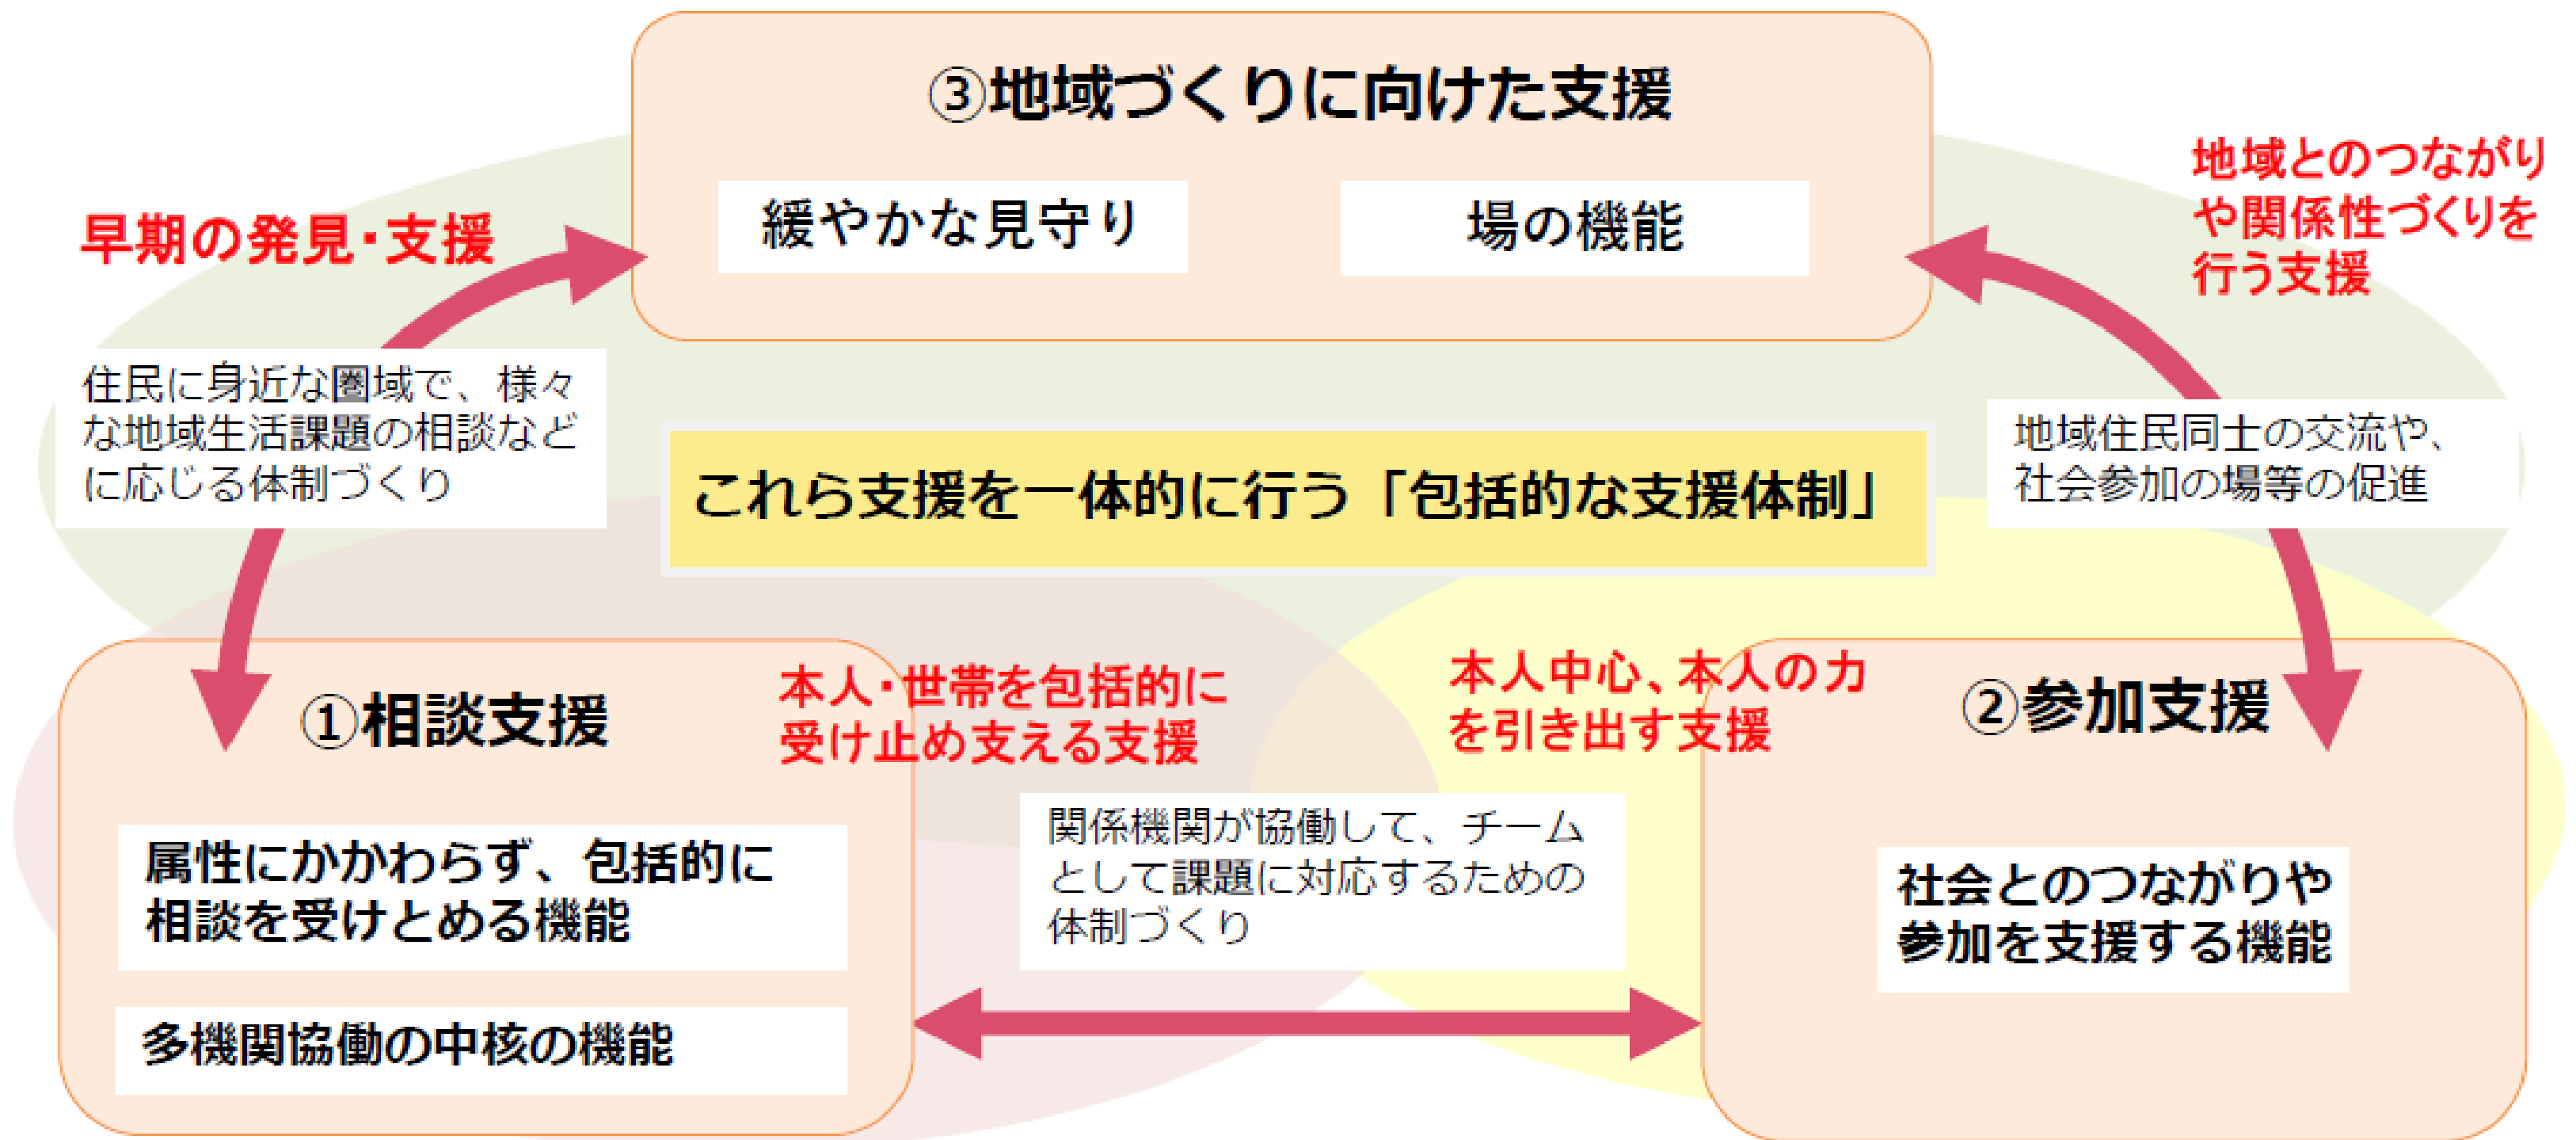 ③地域づくりに向けた支援
緩やかな見守り
場の機能
早期の発見・支援
地域とのつながり
や関係性づくりを
行う支援
住民に身近な圏域で、様々
な地域生活課題の相談など
に応じる体制づくり
地域住民同士の交流や、
社会参加の場等の促進
これら支援を一体的に行う「包括的な支援体制」
①相談支援
本人・世帯を包括的に
受け止め支える支援
本人中心、本人の力
を引き出す支援
②参加支援
属性にかかわらず、包括的に
相談を受けとめる機能
多機関協働の中核の機能
関係機関が協働して、チーム
として課題に対応するための
体制づくり
社会とのつながりや
参加を支援する機能